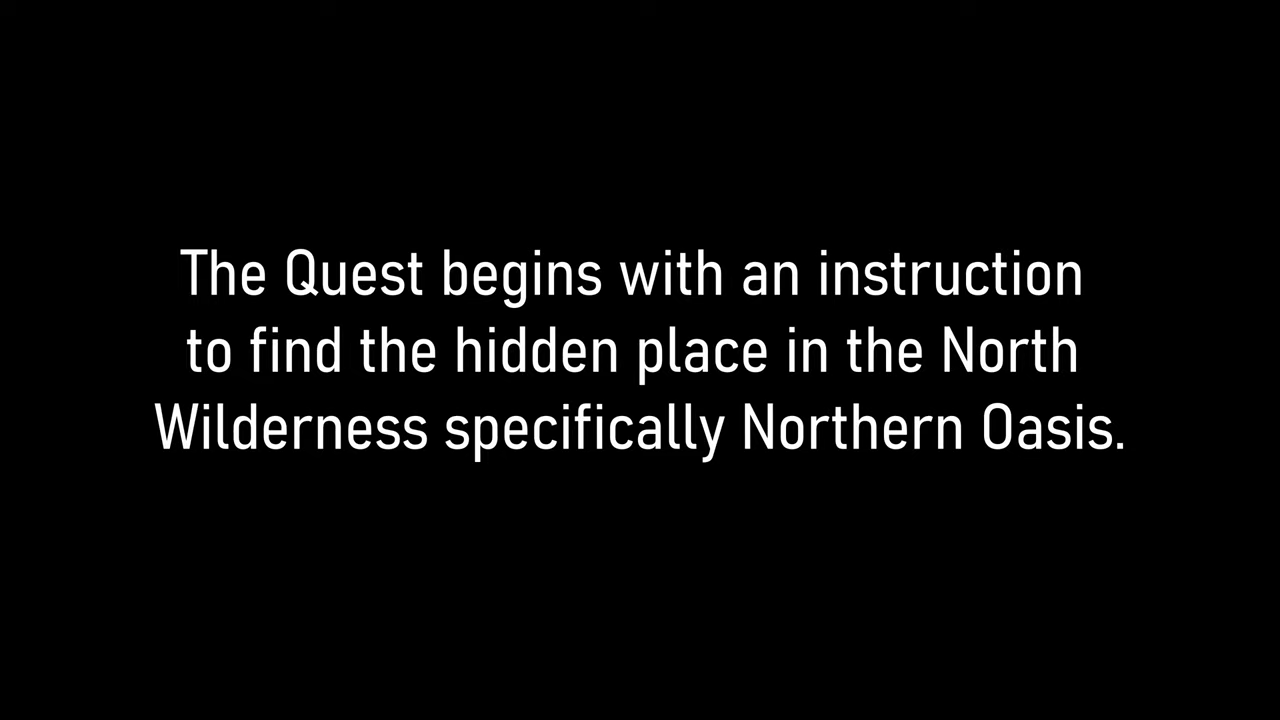 The Quest begins with an instruction
to find the hidden place in the North
Wilderness specifically Northern Oasis.